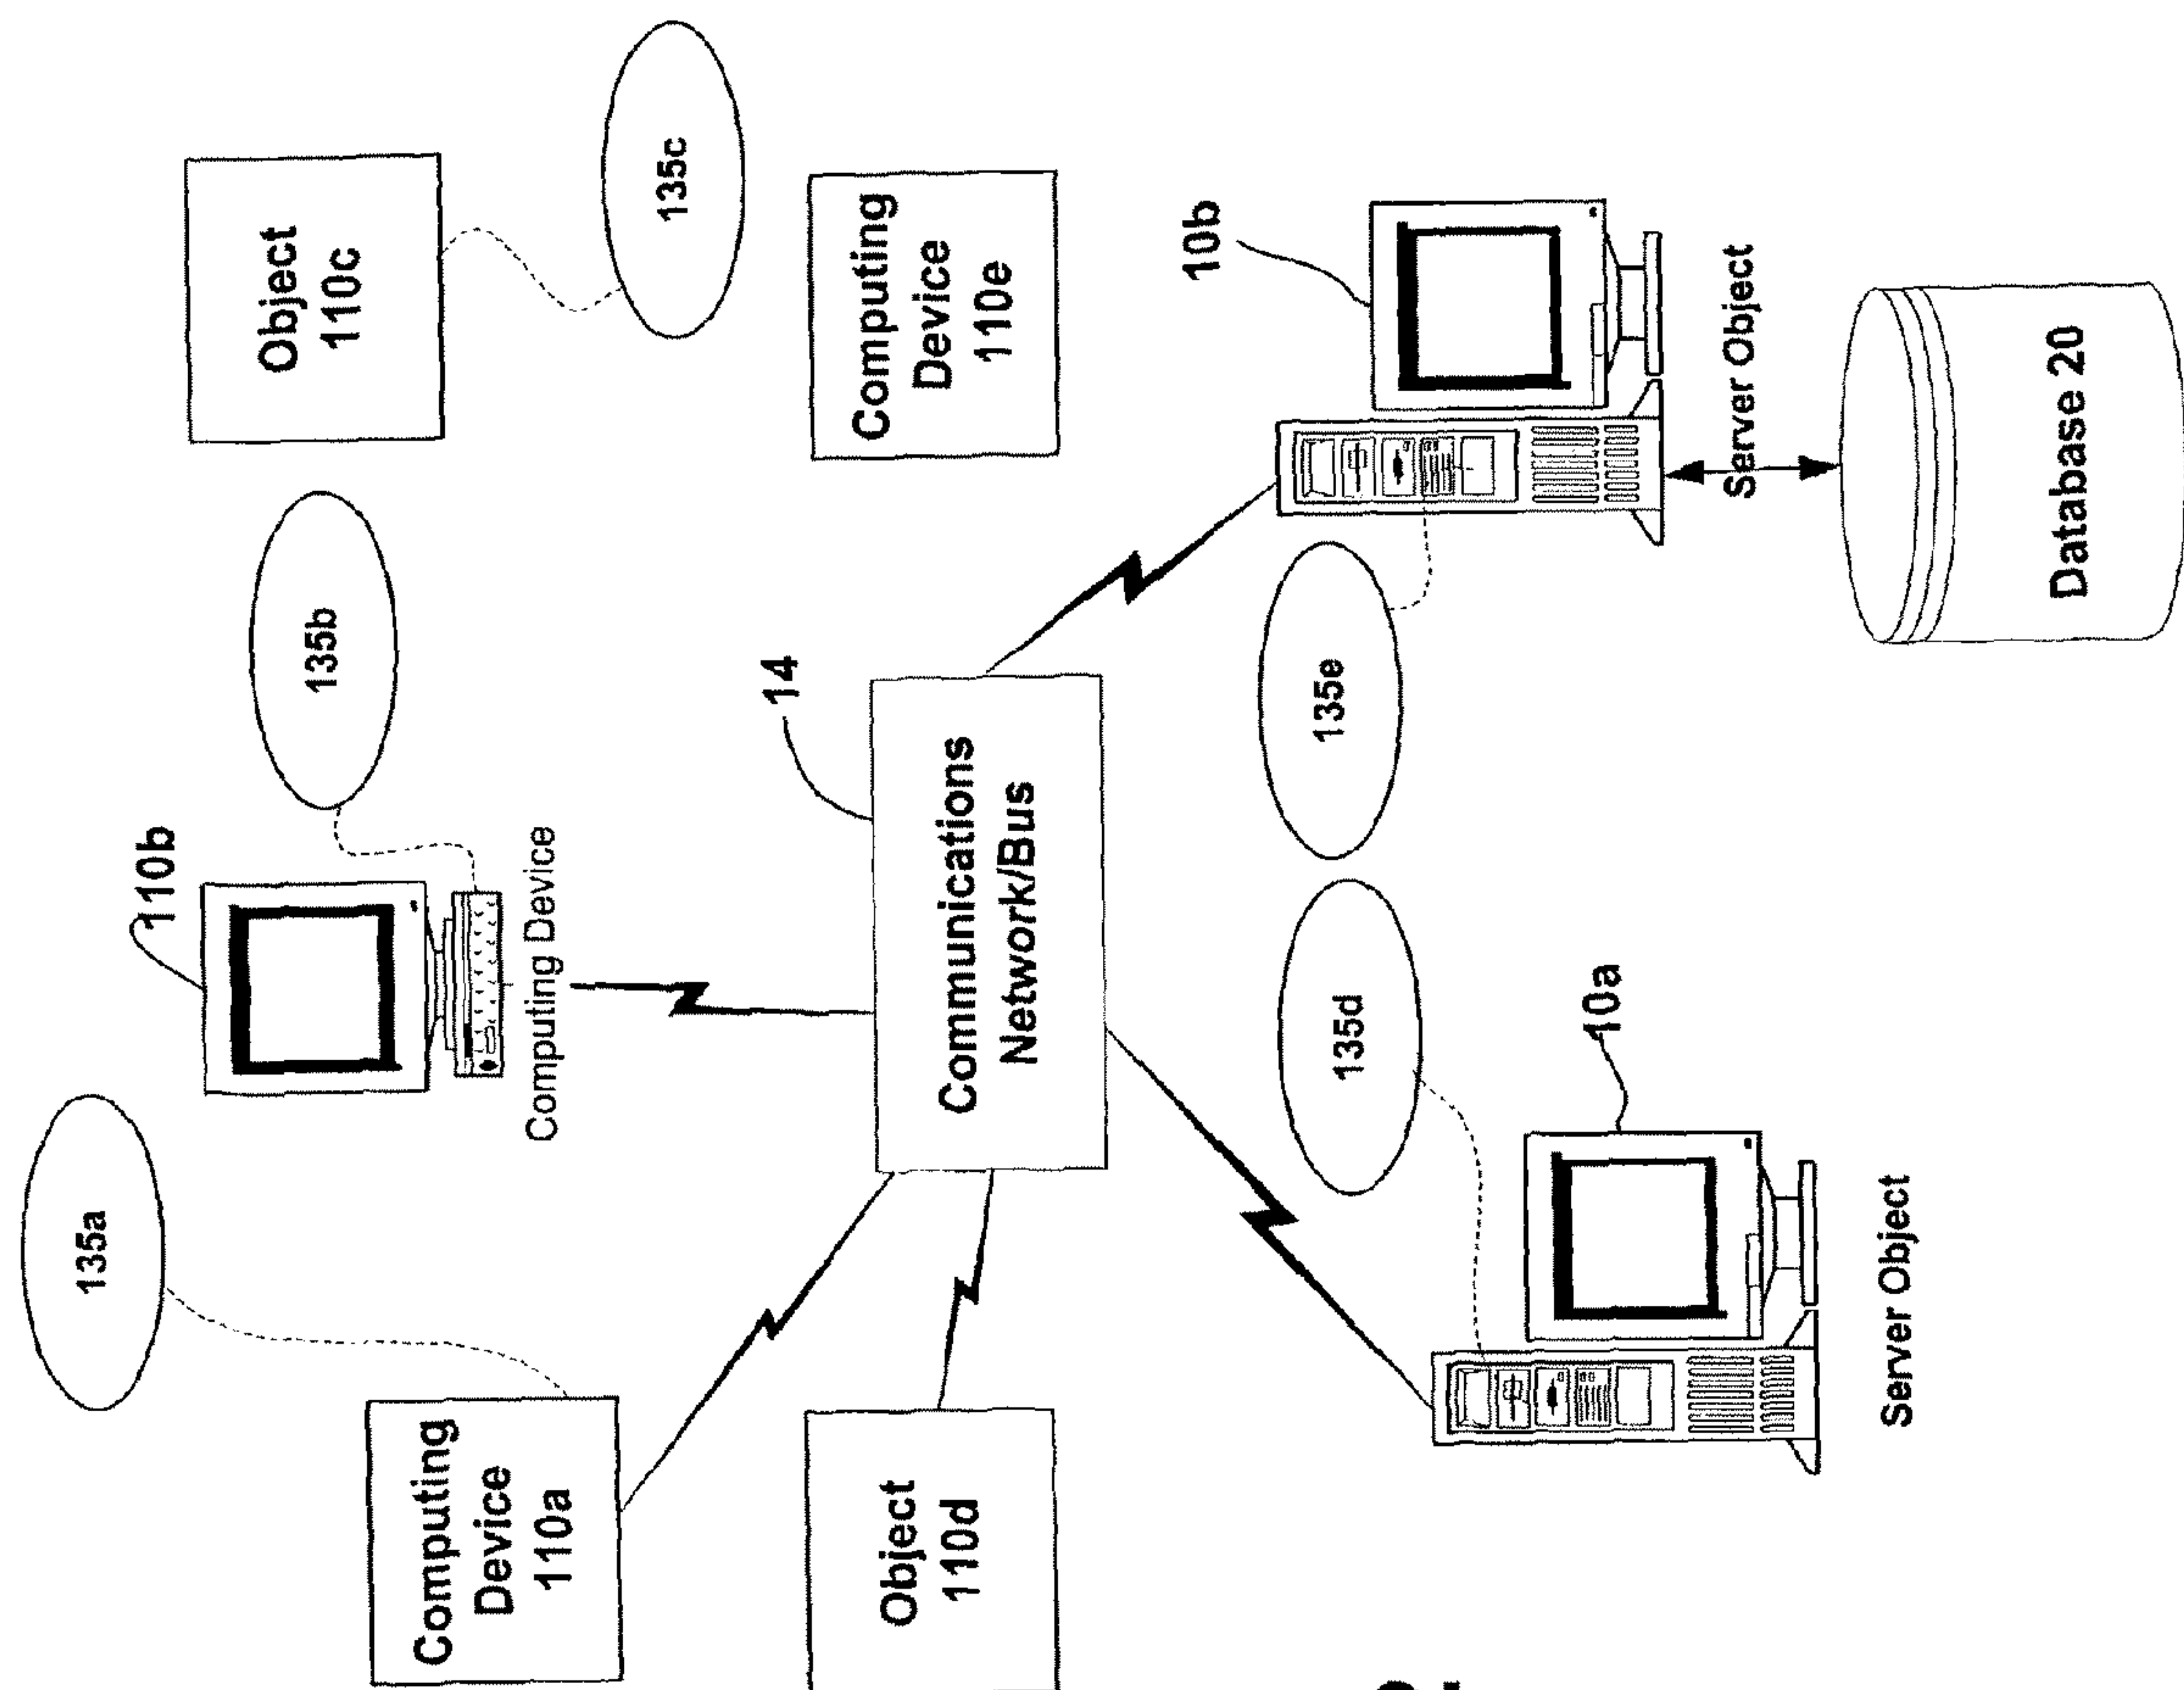 135a
110b
135b
Object
110c
135c
Computing
Device
110a
Computing Device
Computing
Device
110e
14
Object
110d
Communications
Network/Bus
10b
135d
135e
10a
Server Object
Server Object
Database 20